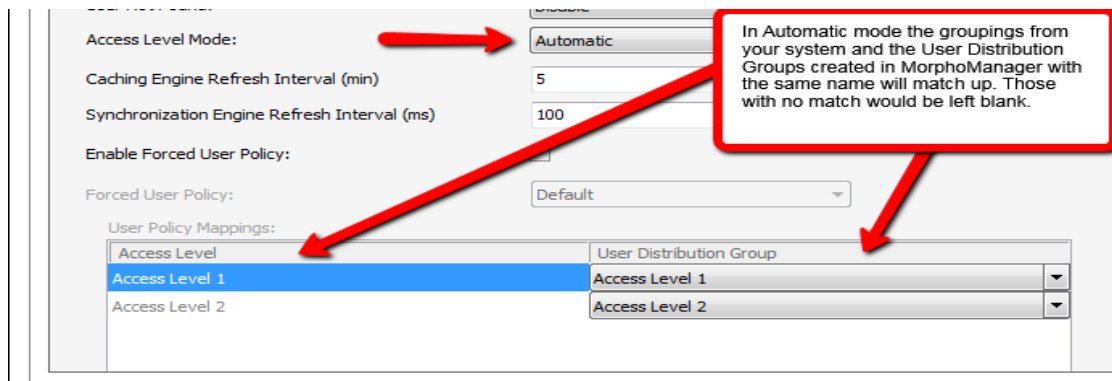 Access Level Mode:
Automatic
In Automatic mode the groupings from
your system and the User Distribution
Groups created in MorphoManager with
the same name will match up. Those
with no match would be left blank.
Caching Engine Refresh Interval (min)
5
Synchronization Engine Refresh Interval (ms)
100
Enable Forced User Policy:
Forced User Policy:
Default
User Policy Mappings:
Access Level
User Distribution Group
Access Level 1
Access Level 1
Access Level 2
Access Level 2